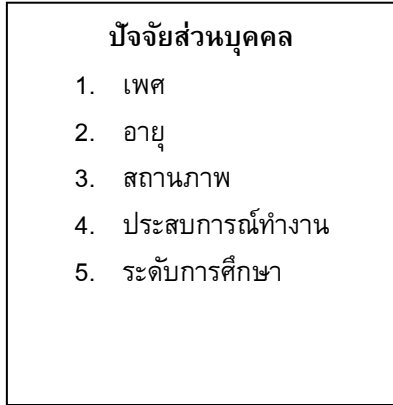 ปัจจัยส่วนบุคคล
1. เพศ
2. อายุ
3. สถานภาพ
4. ประสบการณ์ทำงาน
5. ระดับการศึกษา